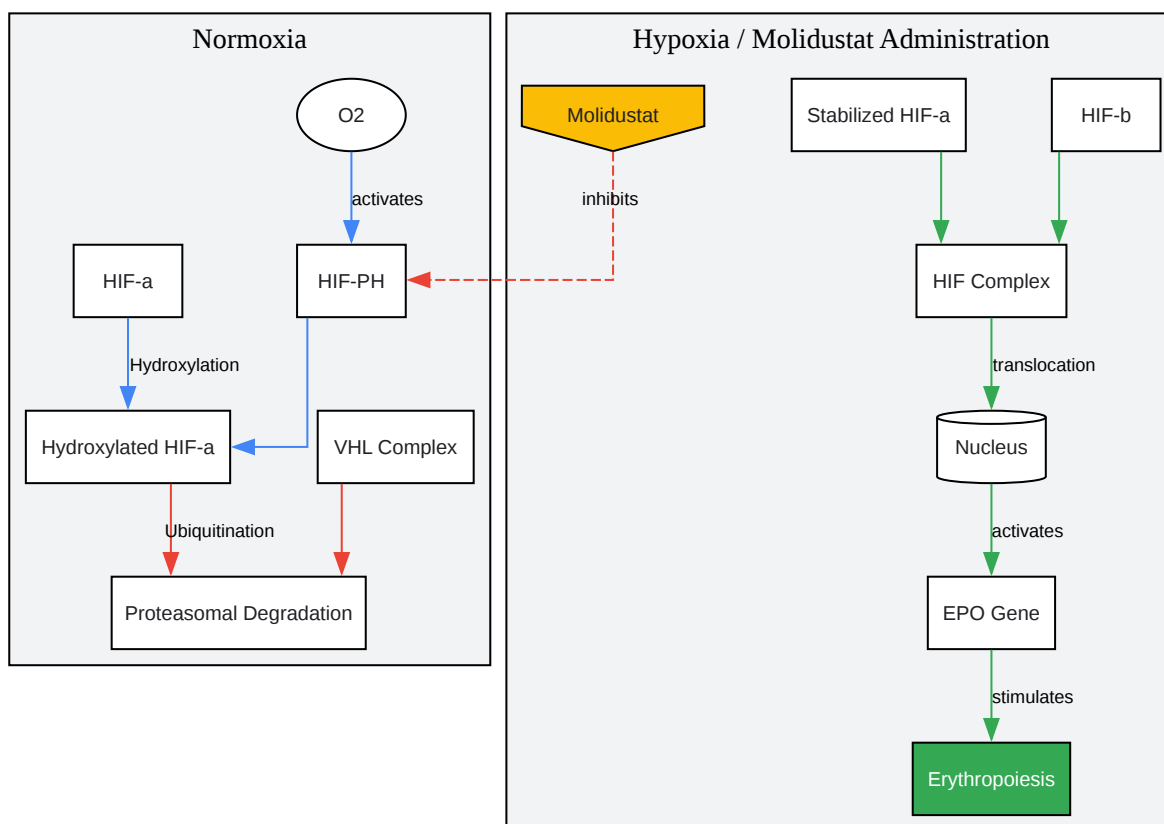 Normoxia
O2
activates
HIF-a
HIF-PH
Hydroxylation
Hydroxylated HIF-a
VHL Complex
Ubiquitination
Proteasomal Degradation
Hypoxia / Molidustat Administration
Molidustat
inhibits
Stabilized HIF-a
HIF-b
HIF Complex
translocation
Nucleus
activates
EPO Gene
stimulates
Erythropoiesis